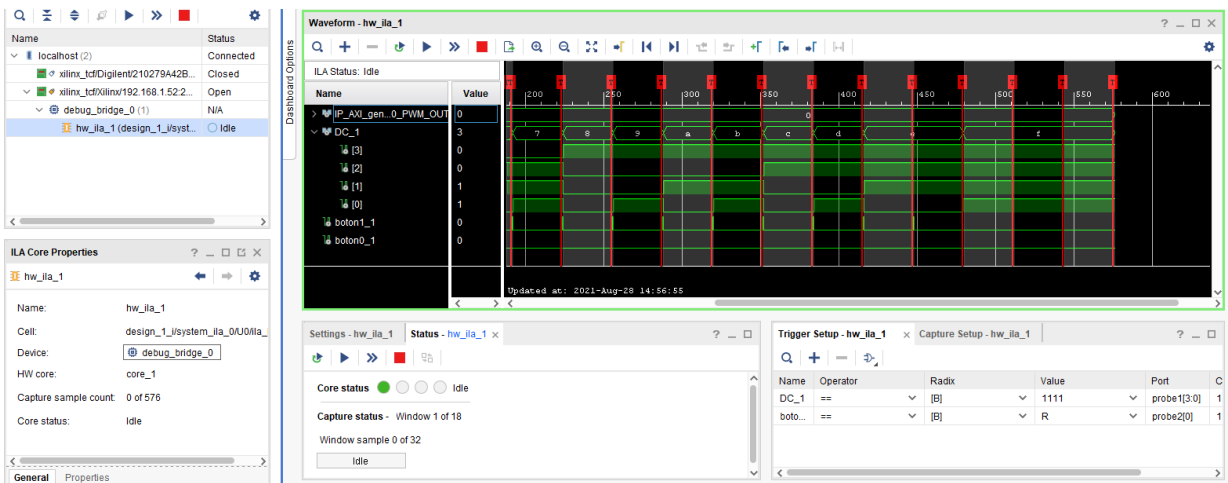 Name Status
localhost (2) Connected
xilinx_tcf/Digilent/210279A42B... Closed
xilinx_tcf/Xilinx/192.168.1.52:2... Open
debug_bridge_0 (1) N/A
hw_ila_1 (design_1_i/syst... Idle
ILA Core Properties
hw_ila_1
Name: hw_ila_1
Cell: design_1_i/system_ila_0/U0/ila_
Device: debug_bridge_0
HW core: core_1
Capture sample count: 0 of 576
Core status: Idle
General Properties
Dashboard Options
Waveform - hw_ila_1
ILA Status: Idle
Name Value
IP_AXI_gen...0_PWM_OUT 0
DC_1 3
[3] 0
[2] 0
[1] 1
[0] 1
boton1_1 0
boton0_1 0
200 250 300 350 400 450 500 550 600
0
7 8 9 a b c d e f
Updated at: 2021-Aug-28 14:56:55
Settings - hw_ila_1 Status - hw_ila_1
Core status Idle
Capture status - Window 1 of 18
Window sample 0 of 32
Idle
Trigger Setup - hw_ila_1 Capture Setup - hw_ila_1
Name Operator Radix Value Port C
DC_1 == [B] 1111 probe1[3:0] 1
boto... == [B] R probe2[0] 1